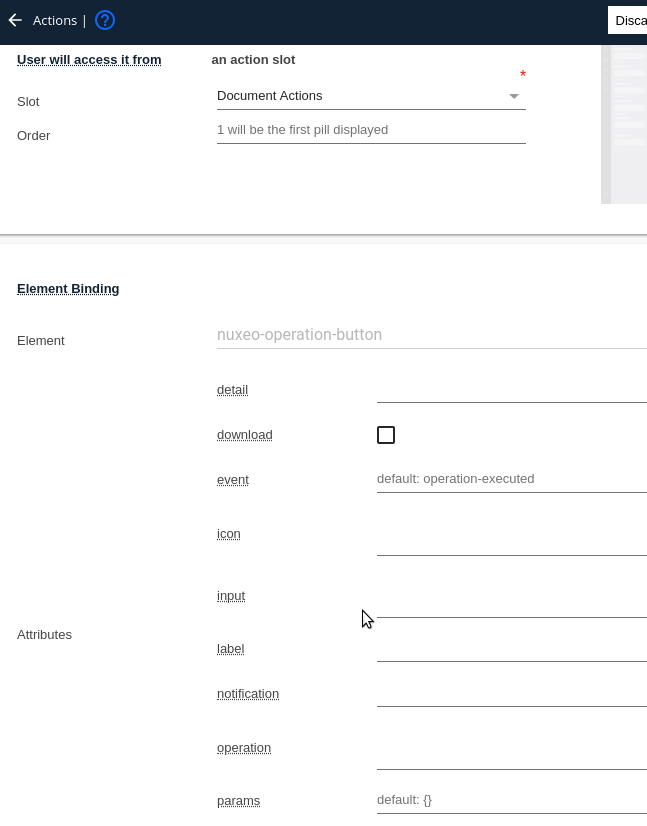 Actions |
Disca
User will access it from an action slot
*
Slot Document Actions
Order 1 will be the first pill displayed
Element Binding
Element nuxeo-operation-button
detail
download
event default: operation-executed
icon
input
Attributes
label
notification
operation
params default: {}